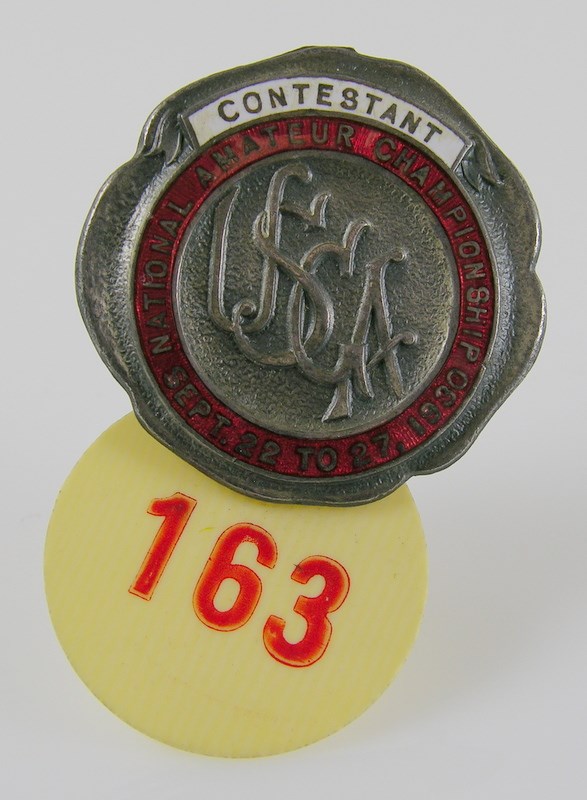 CONTESTANT
NATIONAL AMATEUR CHAMPIONSHIP
SEPT. 22 TO 27, 1930
USGA
163